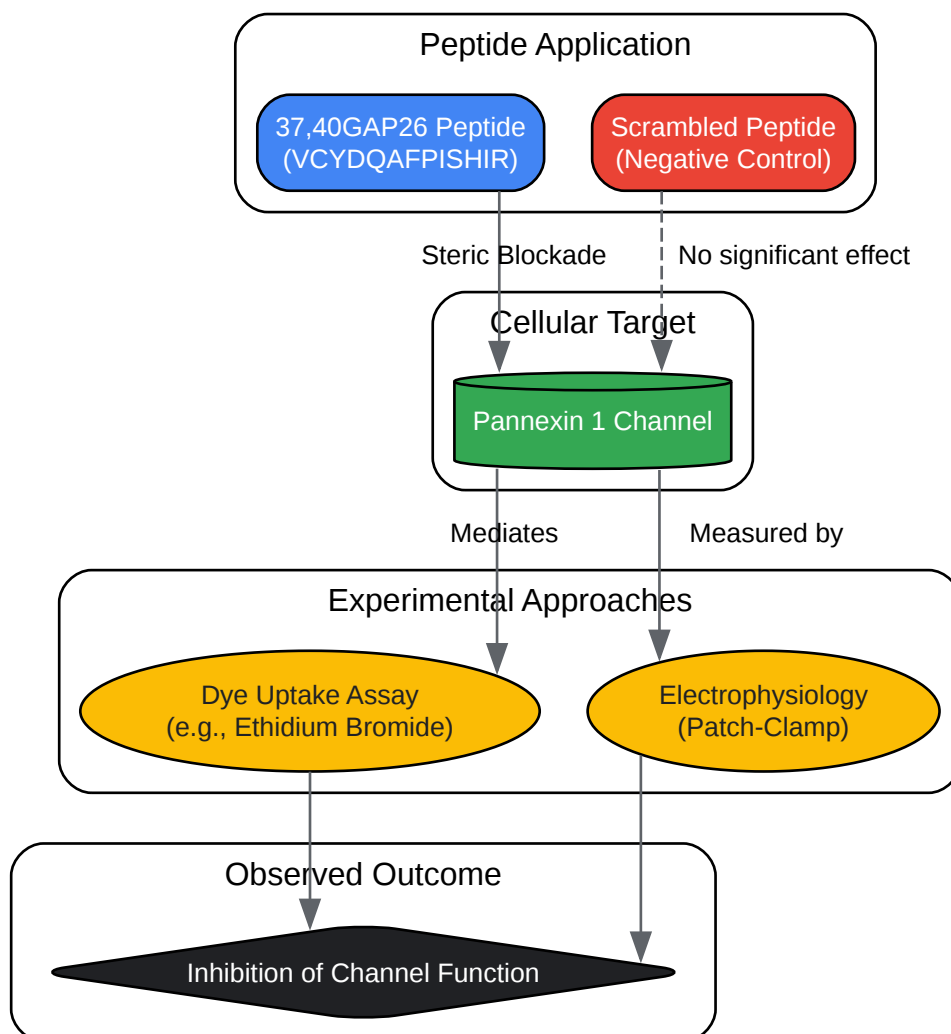 Peptide Application
37,40GAP26 Peptide
(VCYDQAFPISHIR)
Scrambled Peptide
(Negative Control)
Steric Blockade
No significant effect
Cellular Target
Pannexin 1 Channel
Mediates
Measured by
Experimental Approaches
Dye Uptake Assay
(e.g., Ethidium Bromide)
Electrophysiology
(Patch-Clamp)
Observed Outcome
Inhibition of Channel Function